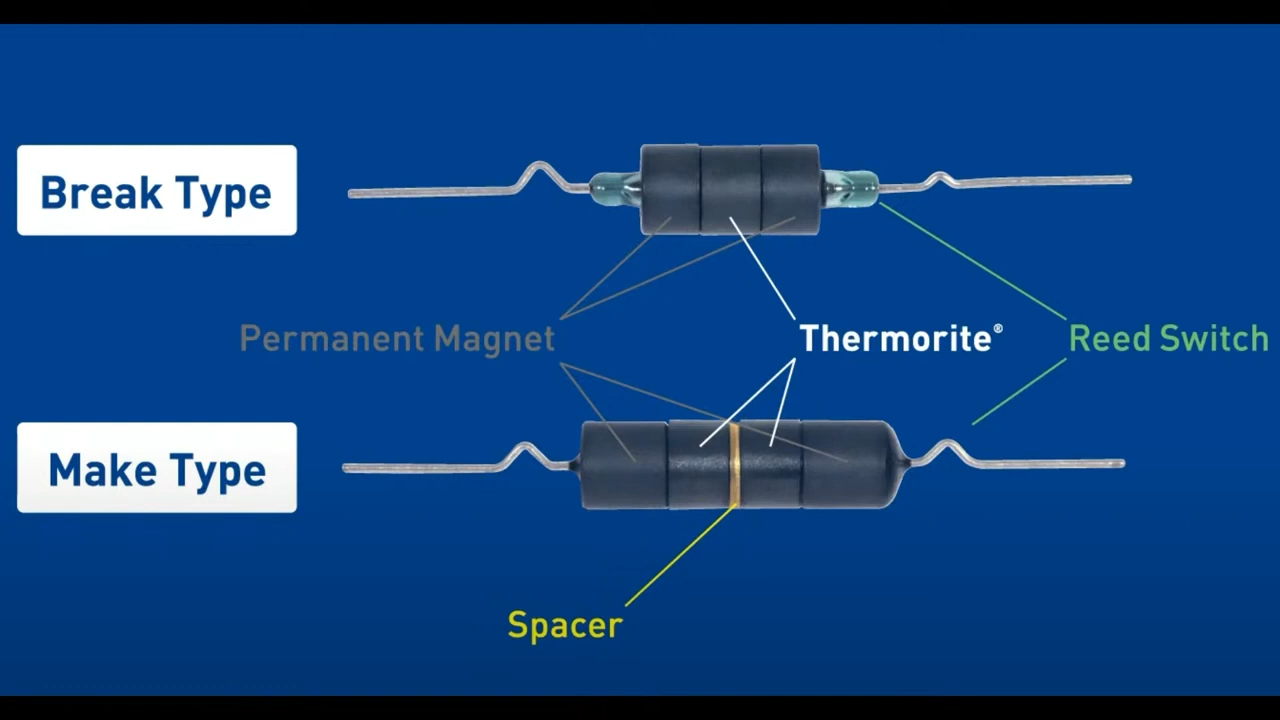 Break Type
Permanent Magnet
Thermorite®
Reed Switch
Make Type
Spacer